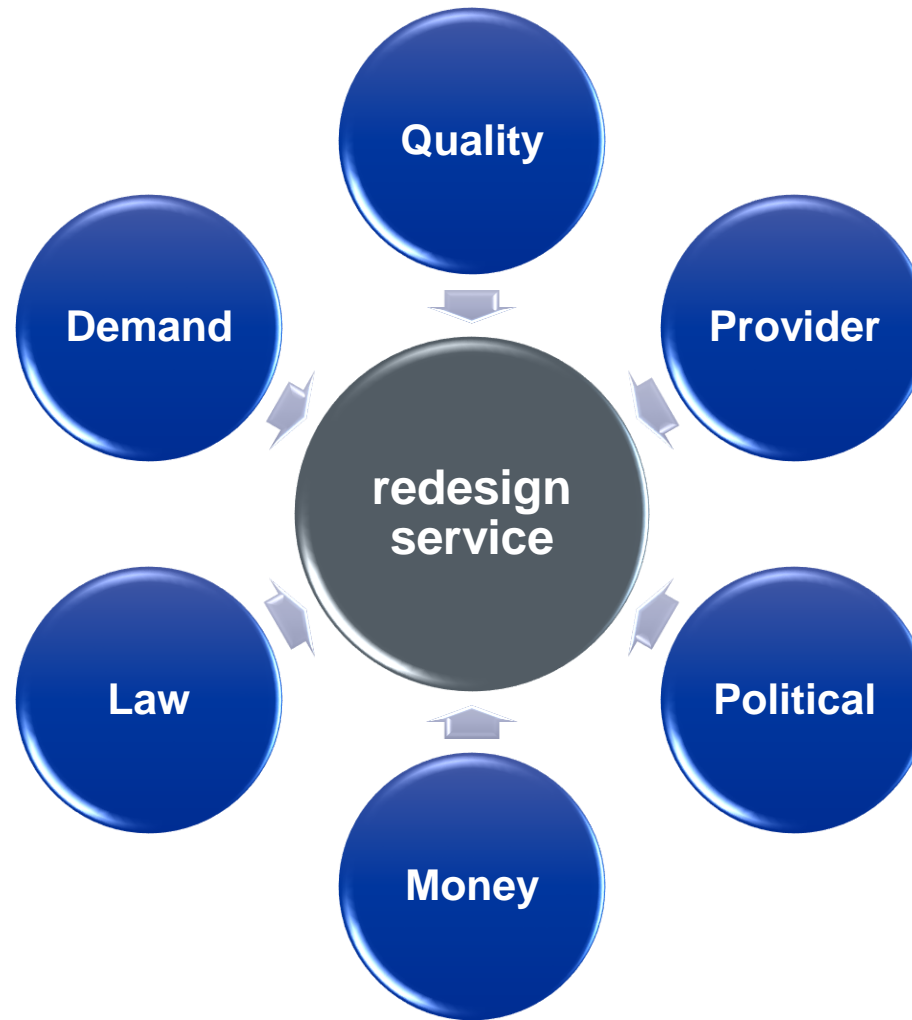 Quality
Demand
Provider
redesign
service
Law
Political
Money